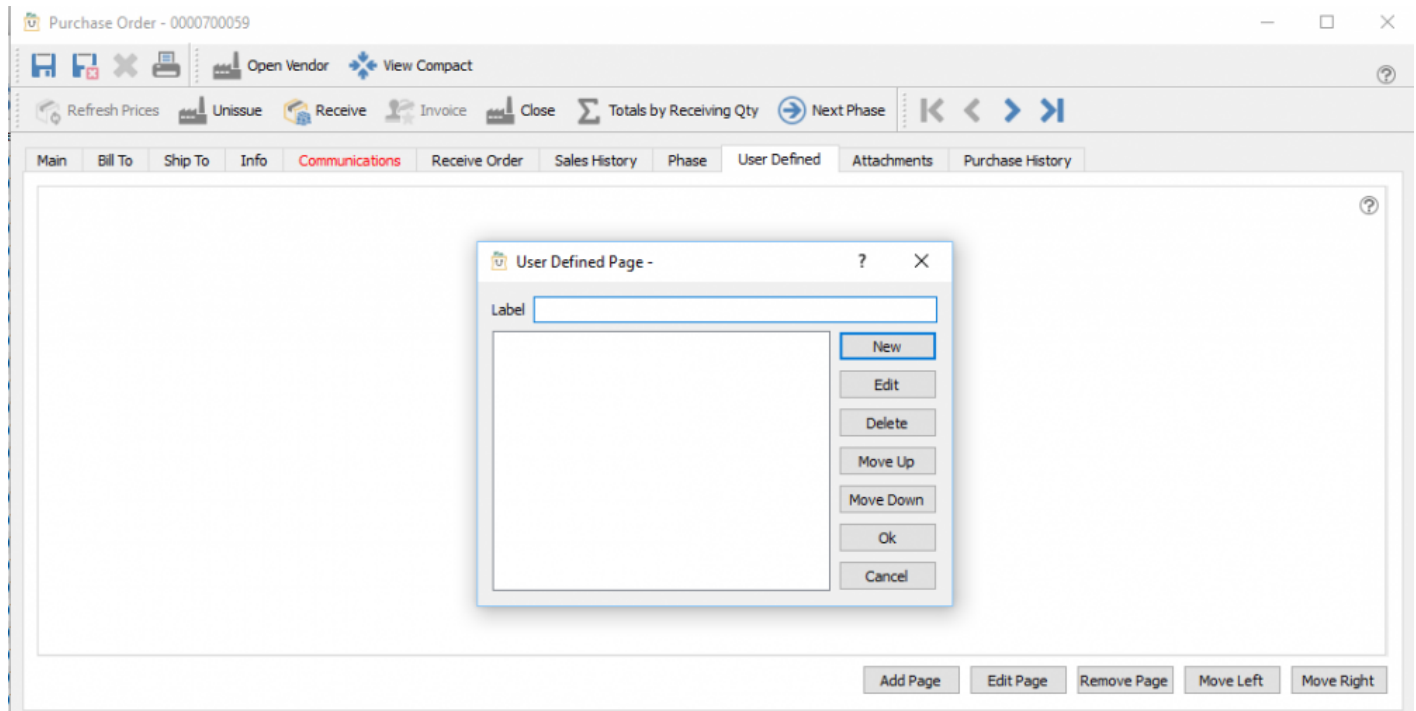 Purchase Order - 0000700059
Open Vendor View Compact
?
Refresh Prices Unissue Receive Invoice Close Totals by Receiving Qty Next Phase
Main Bill To Ship To Info Communications Receive Order Sales History Phase User Defined Attachments Purchase History
?
User Defined Page - ?
Label
New
Edit
Delete
Move Up
Move Down
Ok
Cancel
Add Page Edit Page Remove Page Move Left Move Right